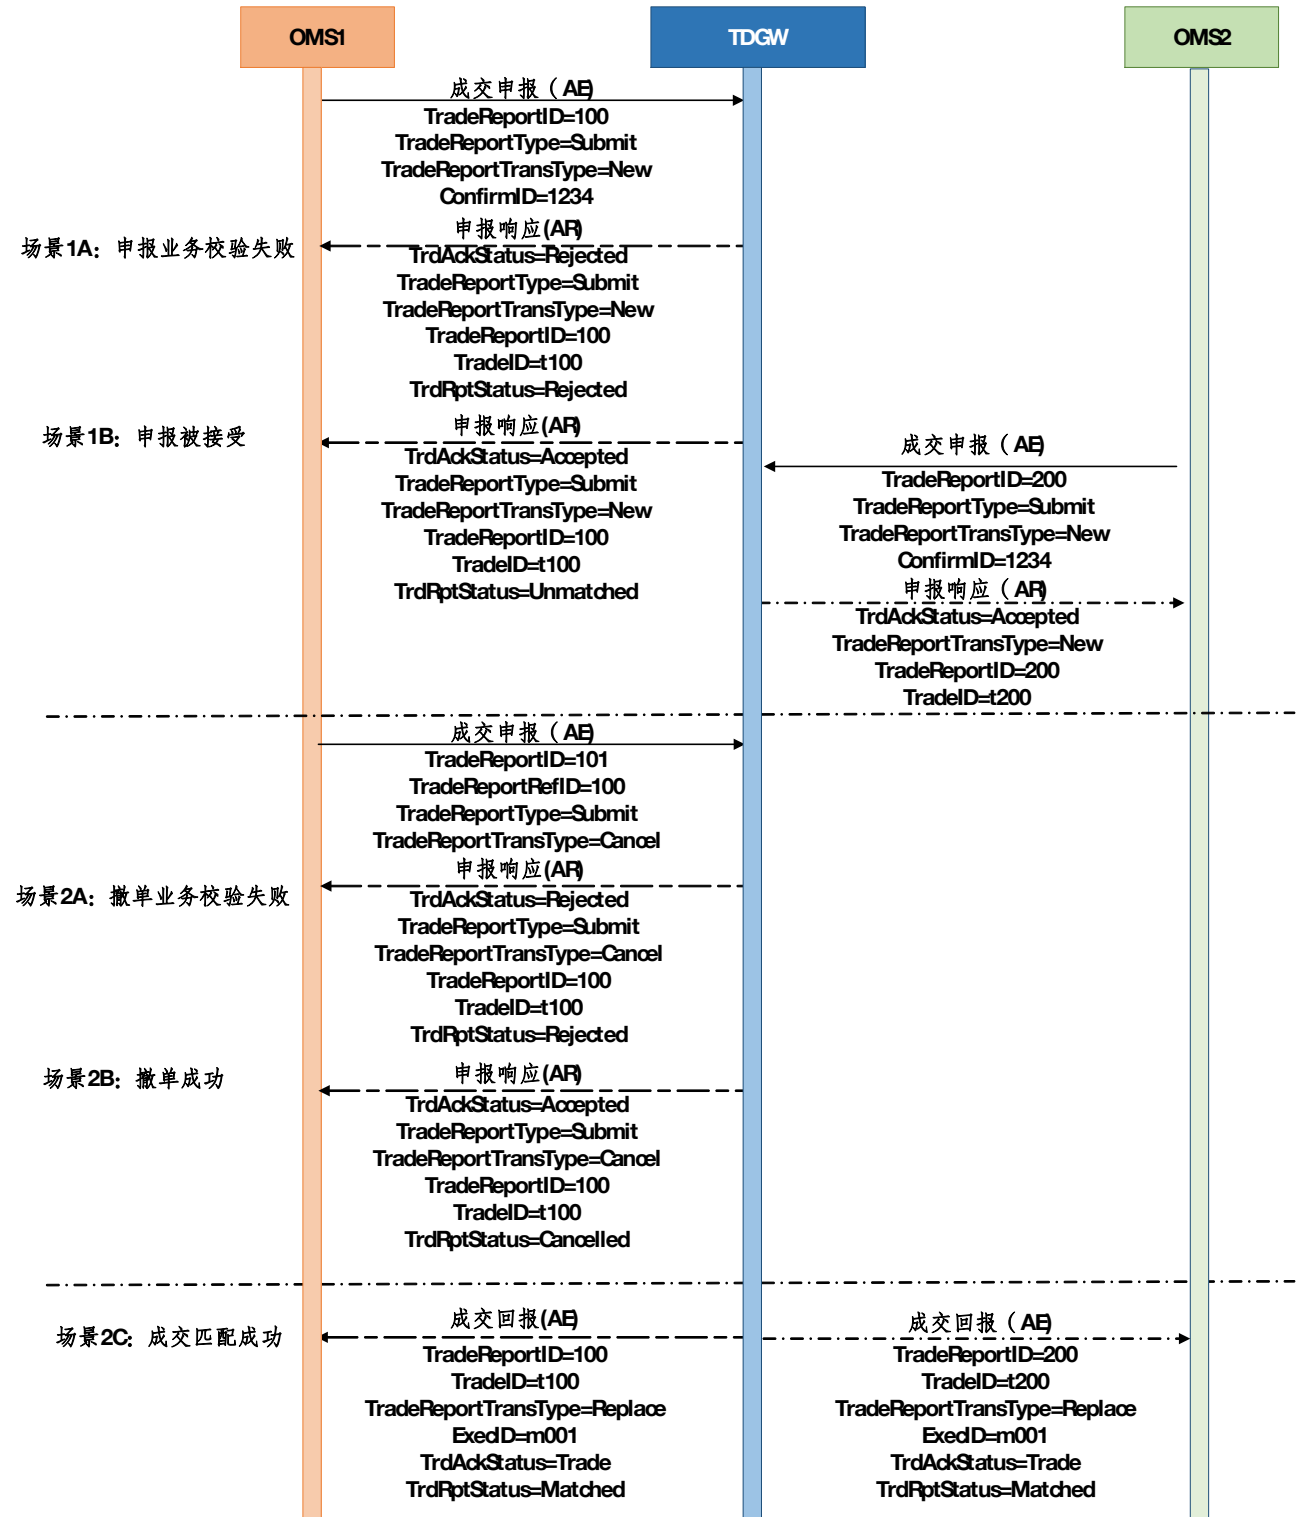 OMS1
TDGW
OMS2
成交申报（AE)
TradeReportID=100
TradeReportType=Submit
TradeReportTransType=New
ConfirmID=1234
申报响应(AR)
场景1A：申报业务校验失败
TrdAckStatus=Rejected
TradeReportType=Submit
TradeReportTransType=New
TradeReportID=100
TradeID=t100
TrdRptStatus=Rejected
申报响应(AR)
场景1B：申报被接受
TrdAckStatus=Accepted
TradeReportType=Submit
TradeReportTransType=New
TradeReportID=100
TradeID=t100
TrdRptStatus=Unmatched
成交申报（AE)
TradeReportID=200
TradeReportType=Submit
TradeReportTransType=New
ConfirmID=1234
申报响应（AR)
TrdAckStatus=Accepted
TradeReportTransType=New
TradeReportID=200
TradeID=t200
成交申报（AE)
TradeReportID=101
TradeReportRefID=100
TradeReportType=Submit
TradeReportTransType=Cancel
申报响应(AR)
场景2A：撤单业务校验失败
TrdAckStatus=Rejected
TradeReportType=Submit
TradeReportTransType=Cancel
TradeReportID=100
TradeID=t100
TrdRptStatus=Rejected
申报响应(AR)
场景2B：撤单成功
TrdAckStatus=Accepted
TradeReportType=Submit
TradeReportTransType=Cancel
TradeReportID=100
TradeID=t100
TrdRptStatus=Cancelled
成交回报(AE)
场景2C：成交匹配成功
TradeReportID=100
TradeID=t100
TradeReportTransType=Replace
ExecID=m001
TrdAckStatus=Trade
TrdRptStatus=Matched
成交回报（AE)
TradeReportID=200
TradeID=t200
TradeReportTransType=Replace
ExecID=m001
TrdAckStatus=Trade
TrdRptStatus=Matched